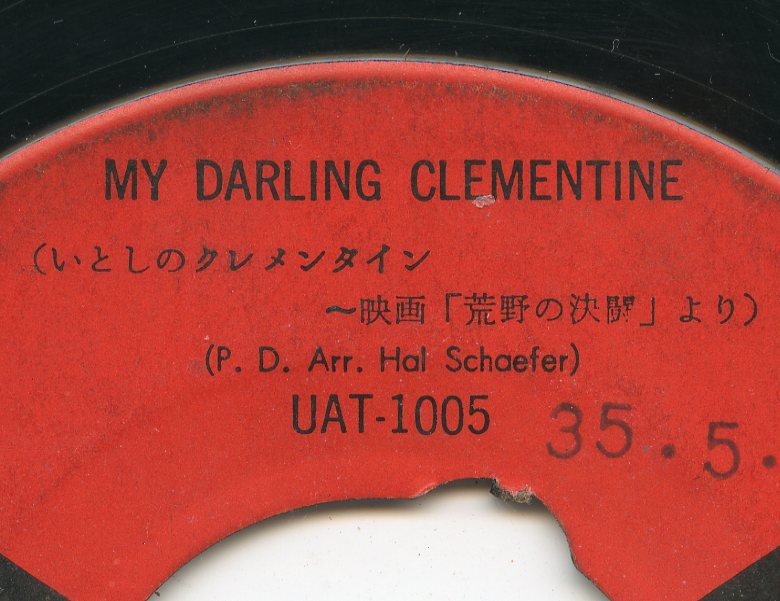 MY DARLING CLEMENTINE
(いとしのクレメンタイン
〜映画「荒野の決闘」より)
(P. D. Arr. Hal Schaefer)
UAT-1005
35.5.